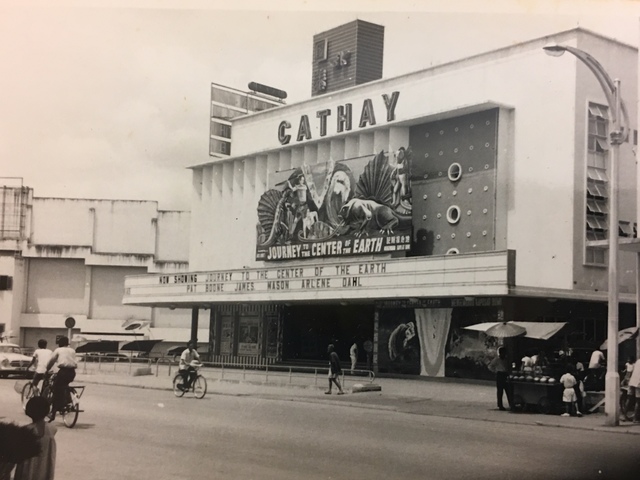 CATHAY
JOURNEY TO THE CENTER OF THE EARTH
NOW SHOWING JOURNEY TO THE CENTER OF THE EARTH
PAT BOONE JAMES MASON ARLENE DAHL